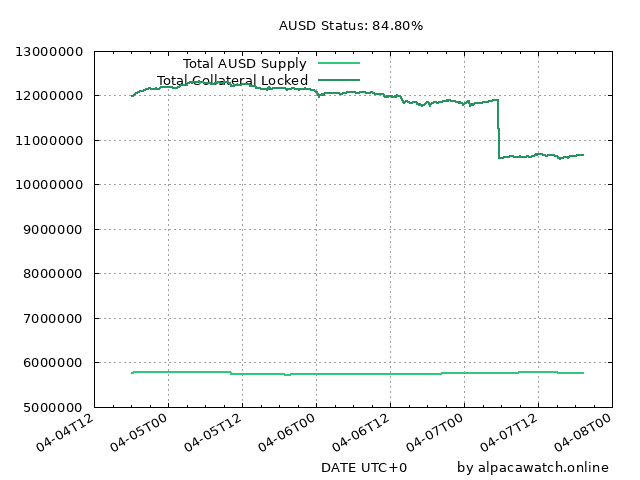 AUSD Status: 84.80%
13000000
Total AUSD Supply
Total Collateral Locked
12000000
11000000
10000000
9000000
8000000
7000000
6000000
5000000
04-04T12
04-05T00
04-05T12
04-06T00
04-06T12
04-07T00
04-07T12
04-08T00
DATE UTC+0
by alpacawatch.online